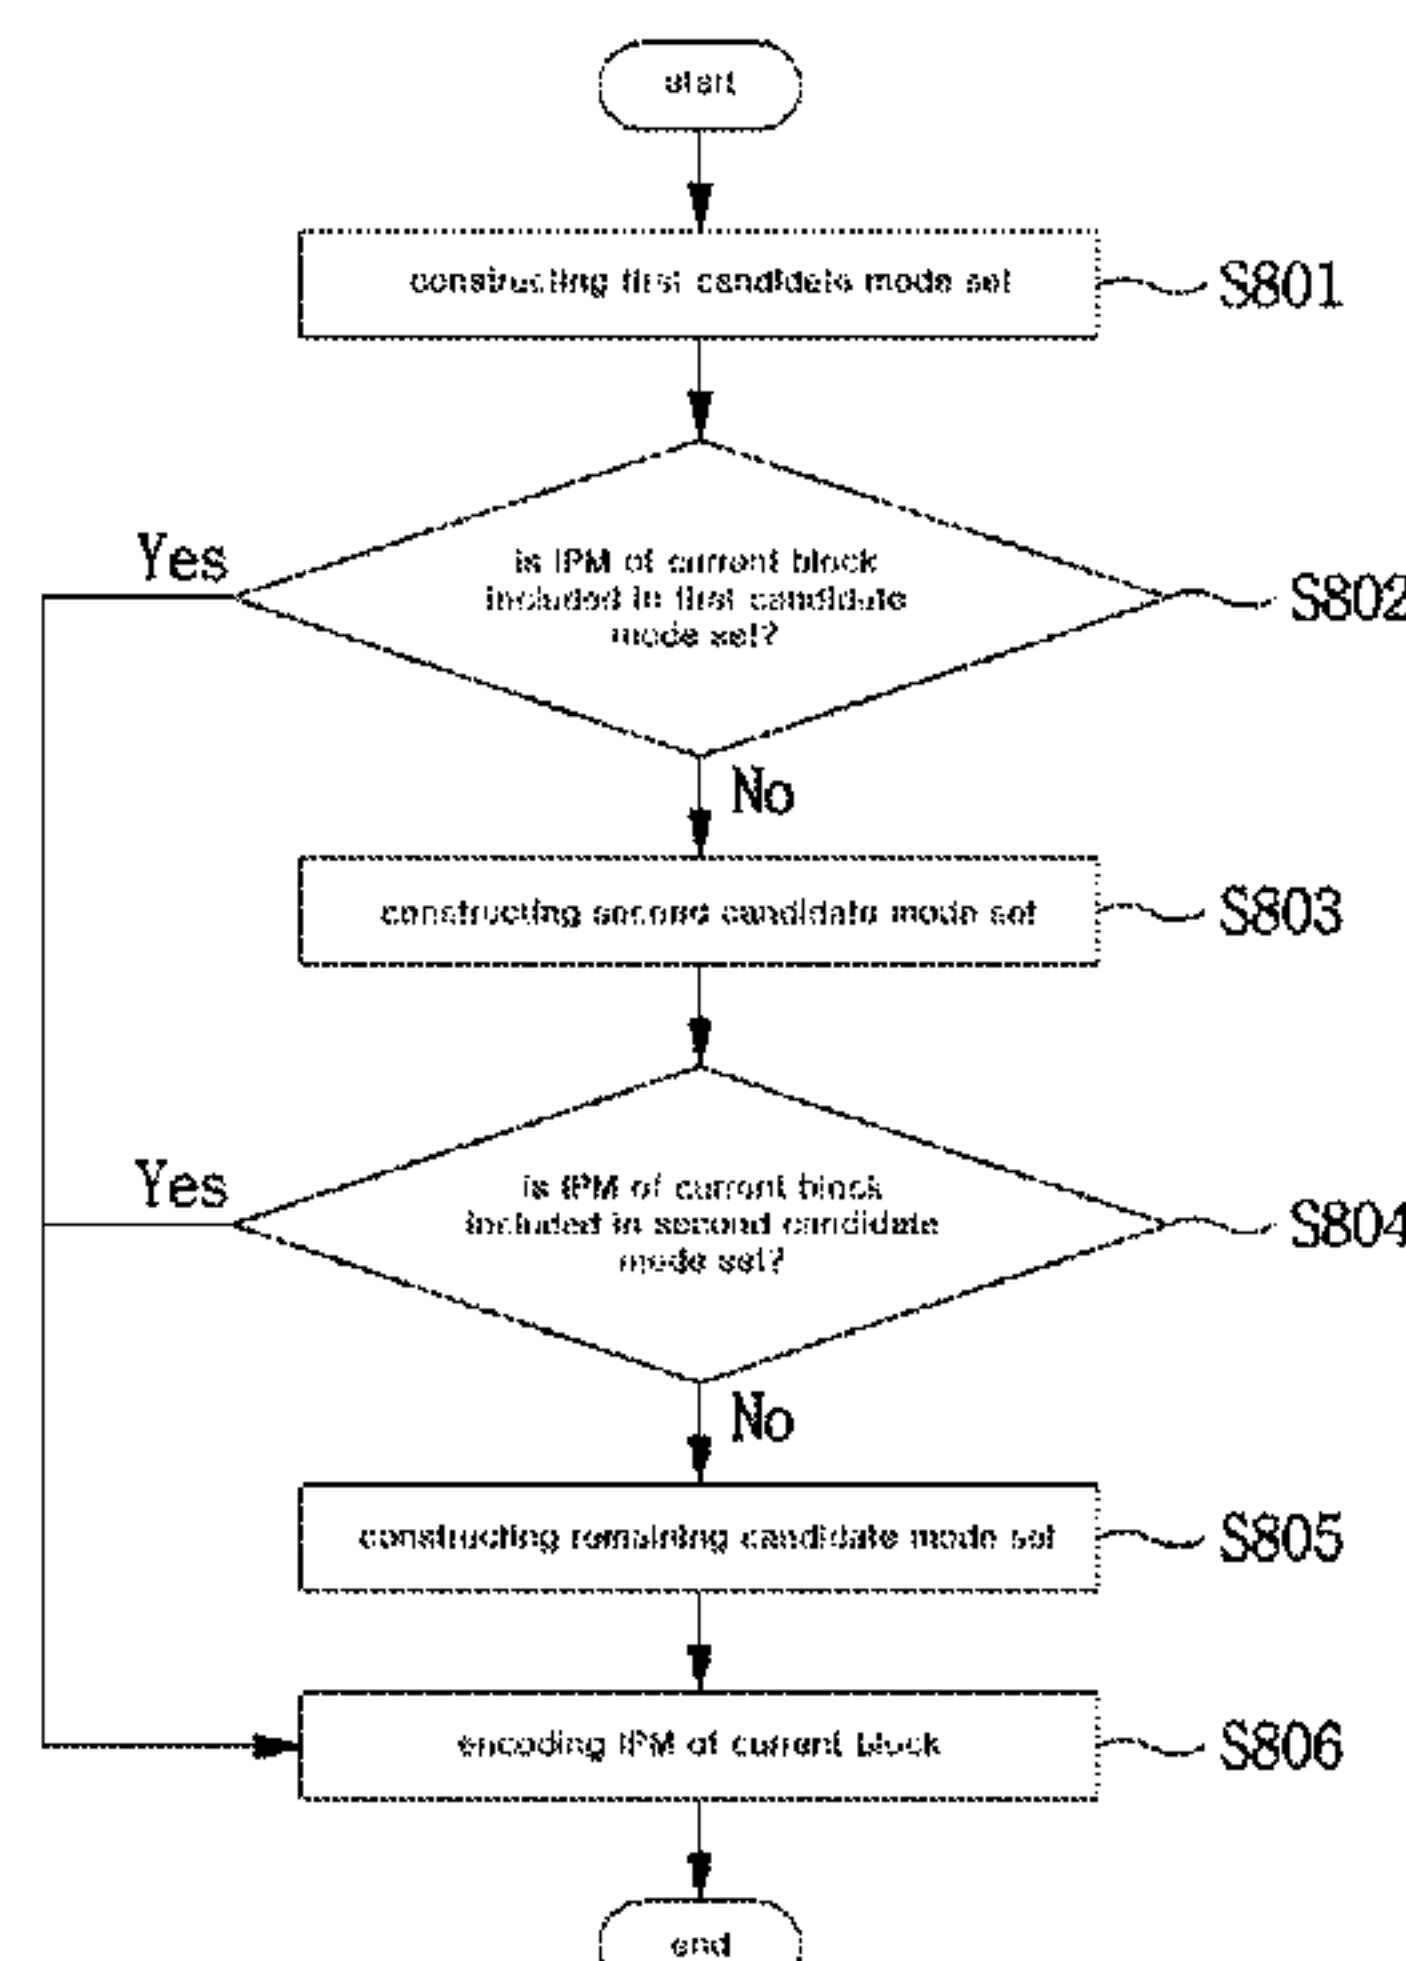 start
constructing first candidate mode set
S801
Yes
is IPM of current block
included in first candidate
mode set?
S802
No
constructing second candidate mode set
S803
Yes
is IPM of current block
included in second candidate
mode set?
S804
No
constructing remaining candidate mode set
S805
encoding IPM of current block
S806
end